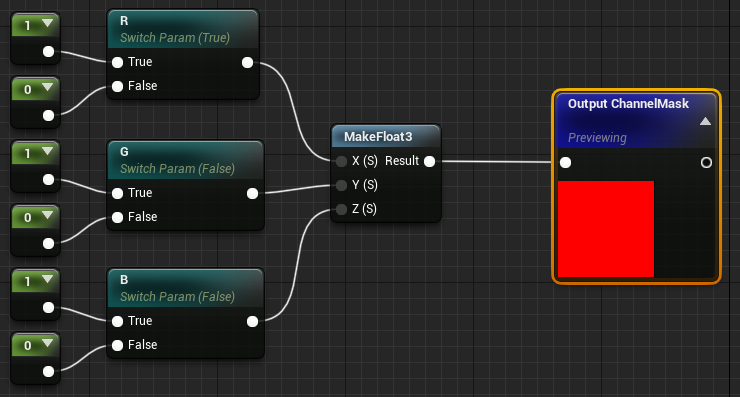 1
R
Switch Param (True)
True
0
False
1
G
Switch Param (False)
True
0
False
1
B
Switch Param (False)
True
0
False
MakeFloat3
X (S) Result
Y (S)
Z (S)
Output ChannelMask
Previewing